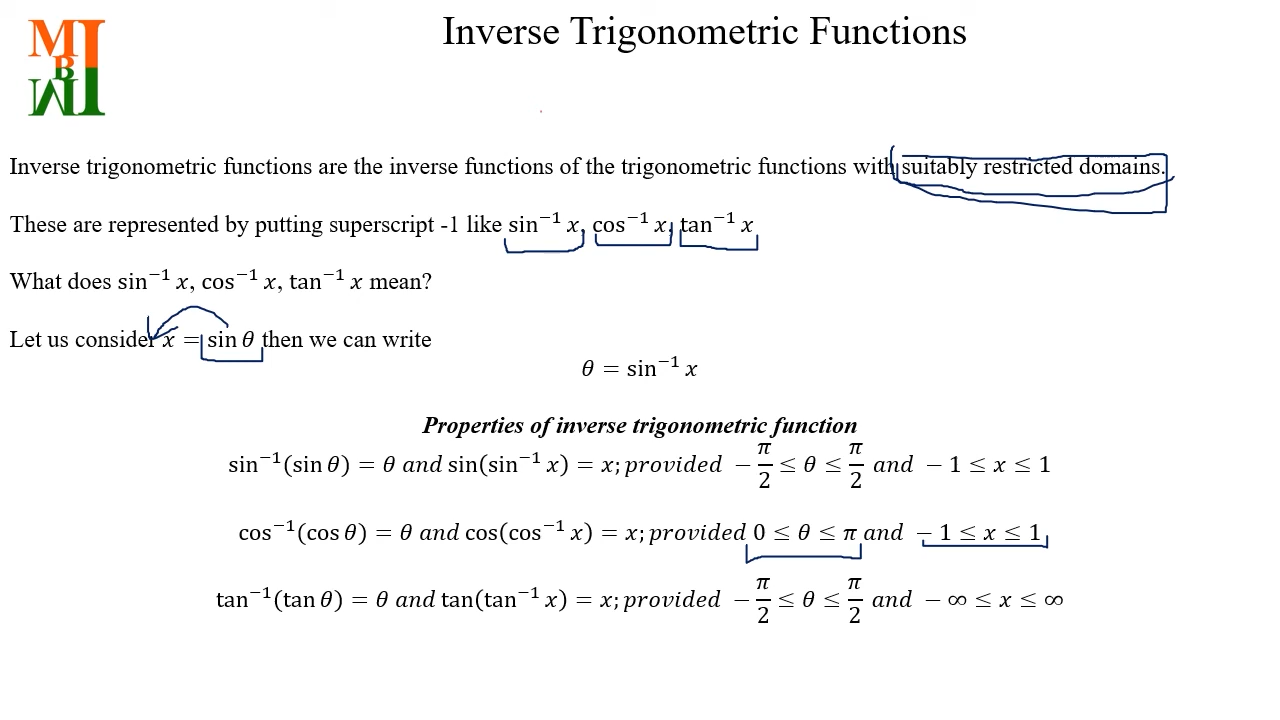 Inverse Trigonometric Functions
MBI
Inverse trigonometric functions are the inverse functions of the trigonometric functions with suitably restricted domains.
These are represented by putting superscript -1 like sin⁻¹ x, cos⁻¹ x, tan⁻¹ x
What does sin⁻¹ x, cos⁻¹ x, tan⁻¹ x mean?
Let us consider x = sin θ then we can write
θ = sin⁻¹ x
Properties of inverse trigonometric function
sin⁻¹(sin θ) = θ and sin(sin⁻¹ x) = x; provided −π/2 ≤ θ ≤ π/2 and − 1 ≤ x ≤ 1
cos⁻¹(cos θ) = θ and cos(cos⁻¹ x) = x; provided 0 ≤ θ ≤ π and − 1 ≤ x ≤ 1
tan⁻¹(tan θ) = θ and tan(tan⁻¹ x) = x; provided −π/2 ≤ θ ≤ π/2 and − ∞ ≤ x ≤ ∞